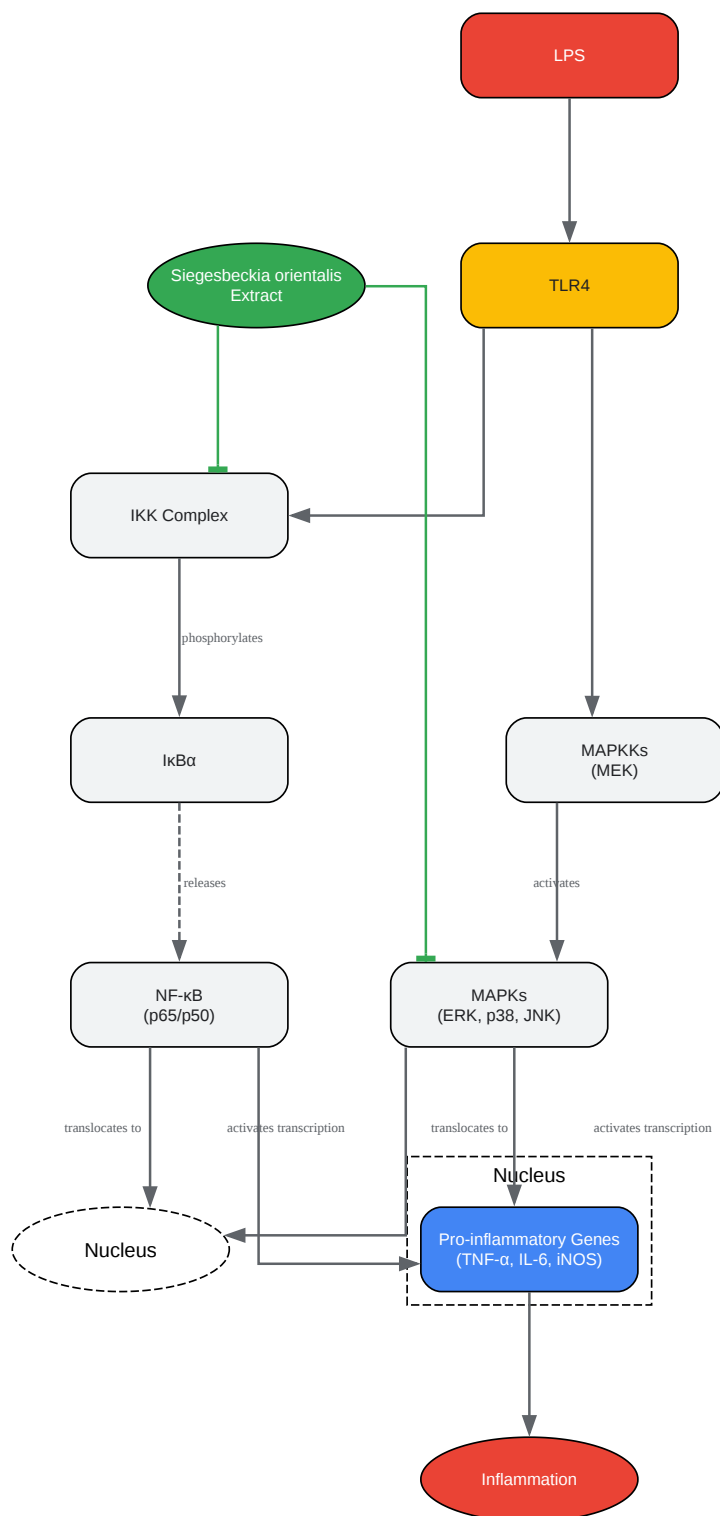 LPS
Siegesbeckia orientalis
Extract
TLR4
IKK Complex
phosphorylates
IκBα
MAPKKs
(MEK)
releases
activates
NF-κB
(p65/p50)
MAPKs
(ERK, p38, JNK)
translocates to
activates transcription
translocates to
activates transcription
Nucleus
Nucleus
Pro-inflammatory Genes
(TNF-α, IL-6, iNOS)
Inflammation